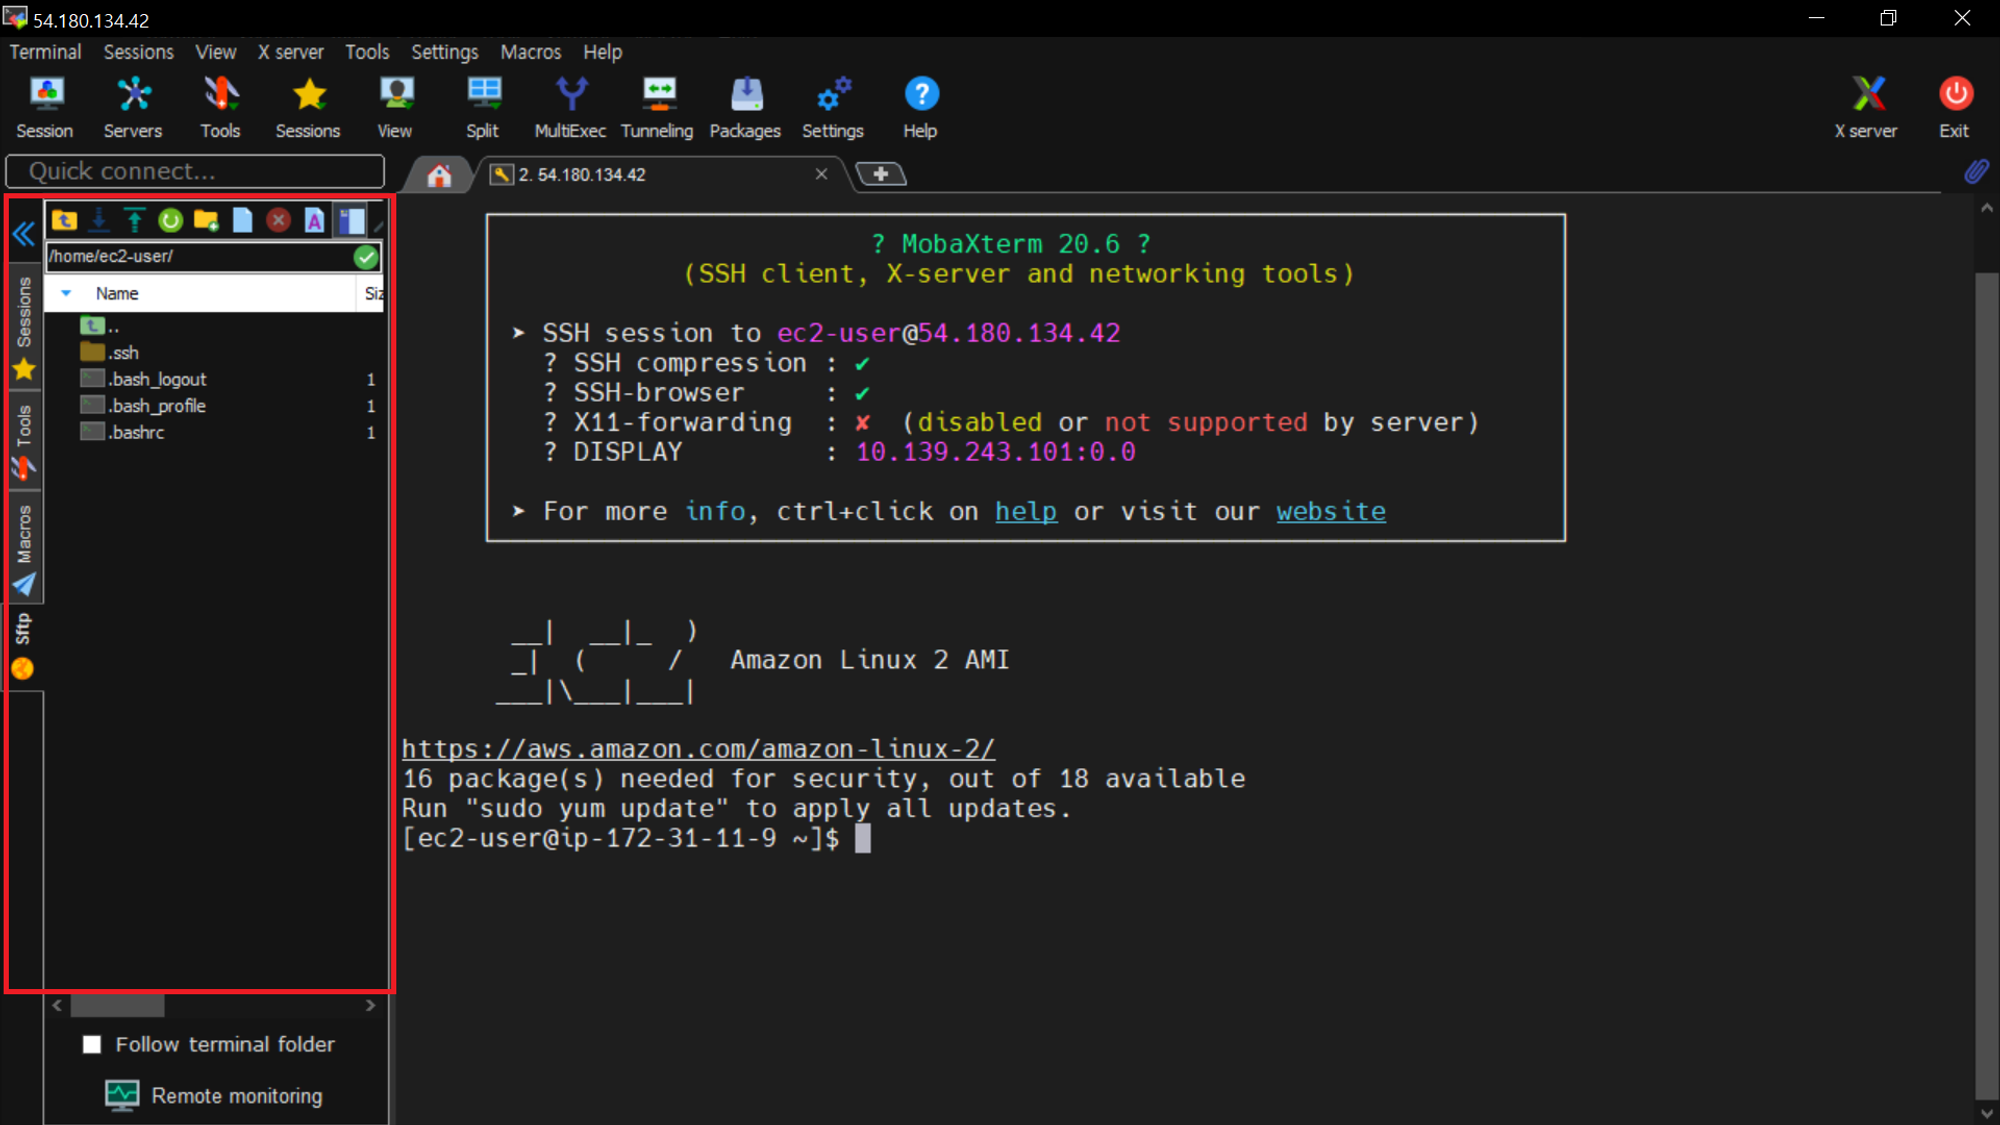 54.180.134.42
Terminal Sessions View X server Tools Settings Macros Help
Session Servers Tools Sessions View Split MultiExec Tunneling Packages Settings Help X server Exit
Quick connect...
2. 54.180.134.42
/home/ec2-user/
Name Siz
..
.ssh
.bash_logout 1
.bash_profile 1
.bashrc 1
Sessions
Tools
Macros
Sftp
Follow terminal folder
Remote monitoring
? MobaXterm 20.6 ?
(SSH client, X-server and networking tools)
➤ SSH session to ec2-user@54.180.134.42
? SSH compression : ✔
? SSH-browser : ✔
? X11-forwarding : ✘ (disabled or not supported by server)
? DISPLAY : 10.139.243.101:0.0
➤ For more info, ctrl+click on help or visit our website
__| __|_ )
_| ( / Amazon Linux 2 AMI
___|\___|___|
https://aws.amazon.com/amazon-linux-2/
16 package(s) needed for security, out of 18 available
Run "sudo yum update" to apply all updates.
[ec2-user@ip-172-31-11-9 ~]$